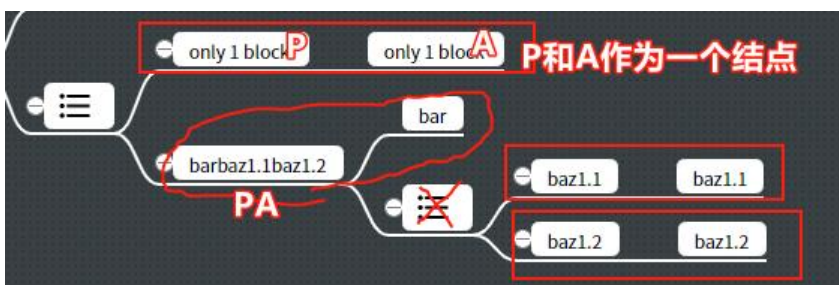 only 1 block P only 1 block A P和A作为一个结点
bar
barbaz1.1baz1.2
PA
baz1.1 baz1.1
baz1.2 baz1.2